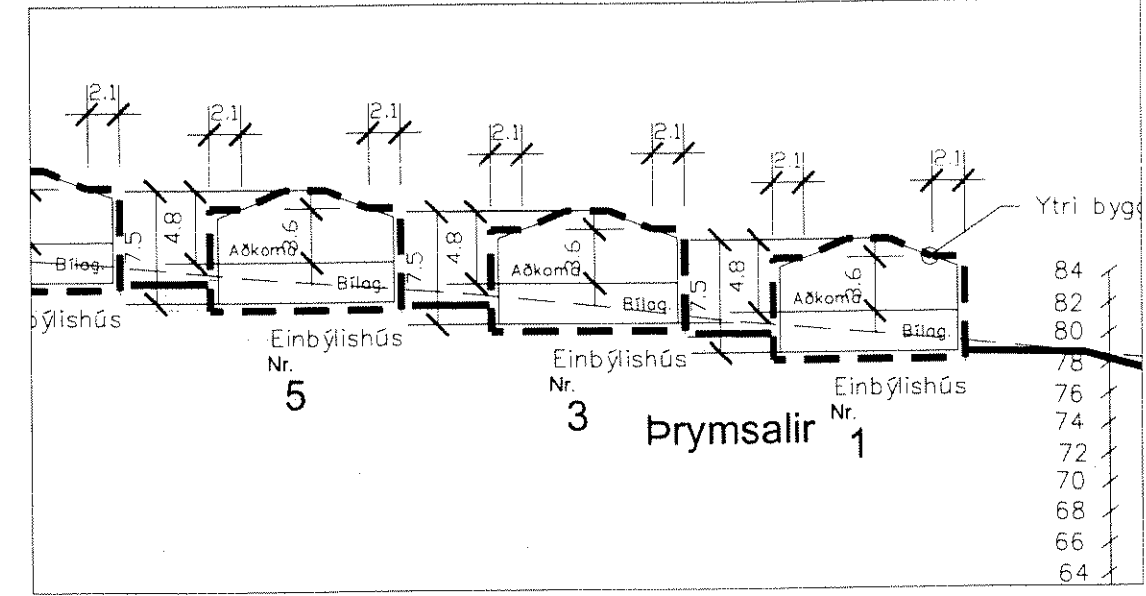 2.1
2.1
2.1
2.1
2.1
2.1
2.1
Ytri bygg
4.8
7.5
Aðkoma
3.6
Bílag.
4.8
7.5
Aðkoma
3.6
Bílag.
4.8
7.5
Aðkoma
3.6
Bílag.
Bílag.
býlishús
Einbýlishús
Nr.
5
Einbýlishús
Nr.
3
Þrymsalir
Einbýlishús
Nr.
1
84
82
80
78
76
74
72
70
68
66
64